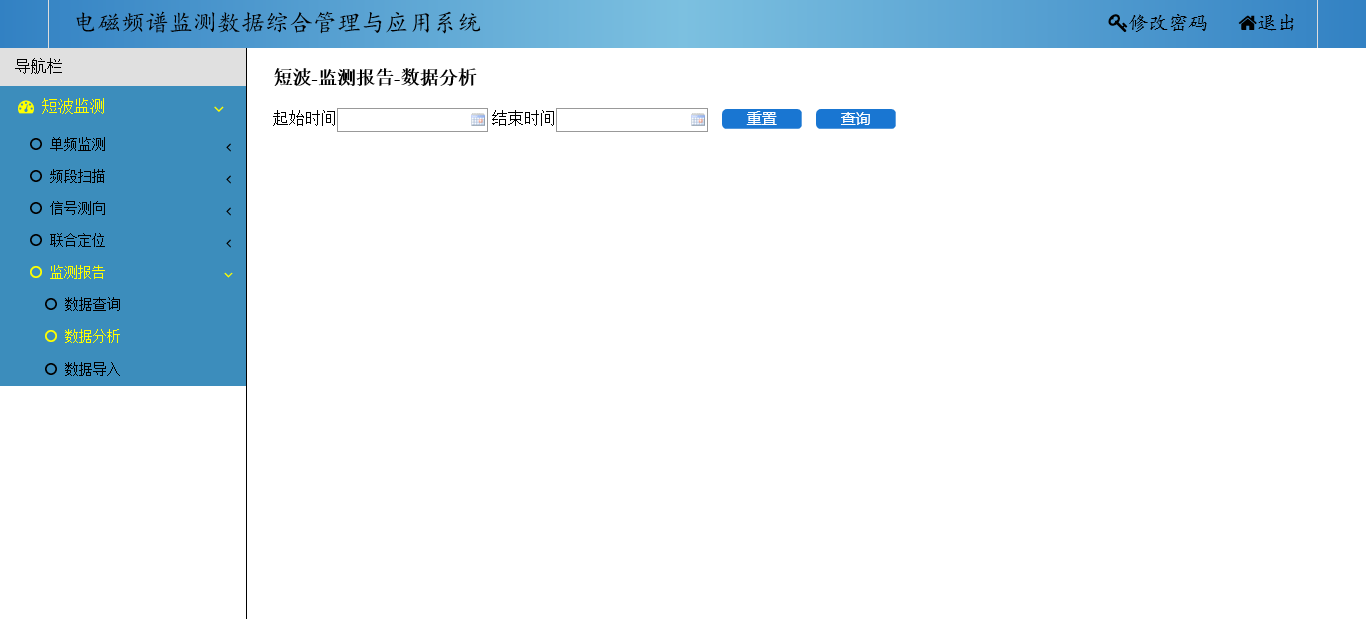 电磁频谱监测数据综合管理与应用系统 修改密码 退出
导航栏
短波监测
单频监测
频段扫描
信号测向
联合定位
监测报告
数据查询
数据分析
数据导入
短波-监测报告-数据分析
起始时间 结束时间 重置 查询